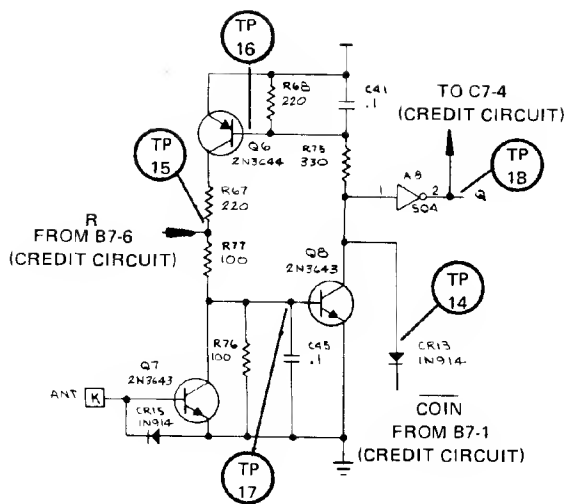 TP
16
R68
220
C41
.1
TO C7-4
(CREDIT CIRCUIT)
TP
15
Q6
2N3644
R75
330
A9
1
2
S04
Q
TP
18
R67
220
R
FROM B7-6
(CREDIT CIRCUIT)
R77
100
Q8
2N3643
TP
14
R76
100
C45
.1
CR13
1N914
Q7
2N3643
ANT
K
CR15
1N914
COIN
FROM B7-1
(CREDIT CIRCUIT)
TP
17